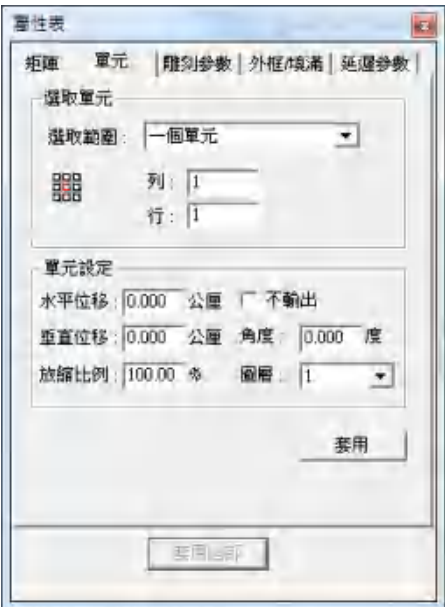 屬性表
矩陣 單元 雕刻參數 外框/填滿 延遲參數
選取單元
選取範圍: 一個單元
列: 1
行: 1
單元設定
水平位移: 0.000 公厘 不輸出
垂直位移: 0.000 公厘 角度: 0.000 度
放縮比例: 100.00 % 圖層: 1
套用
套用全部